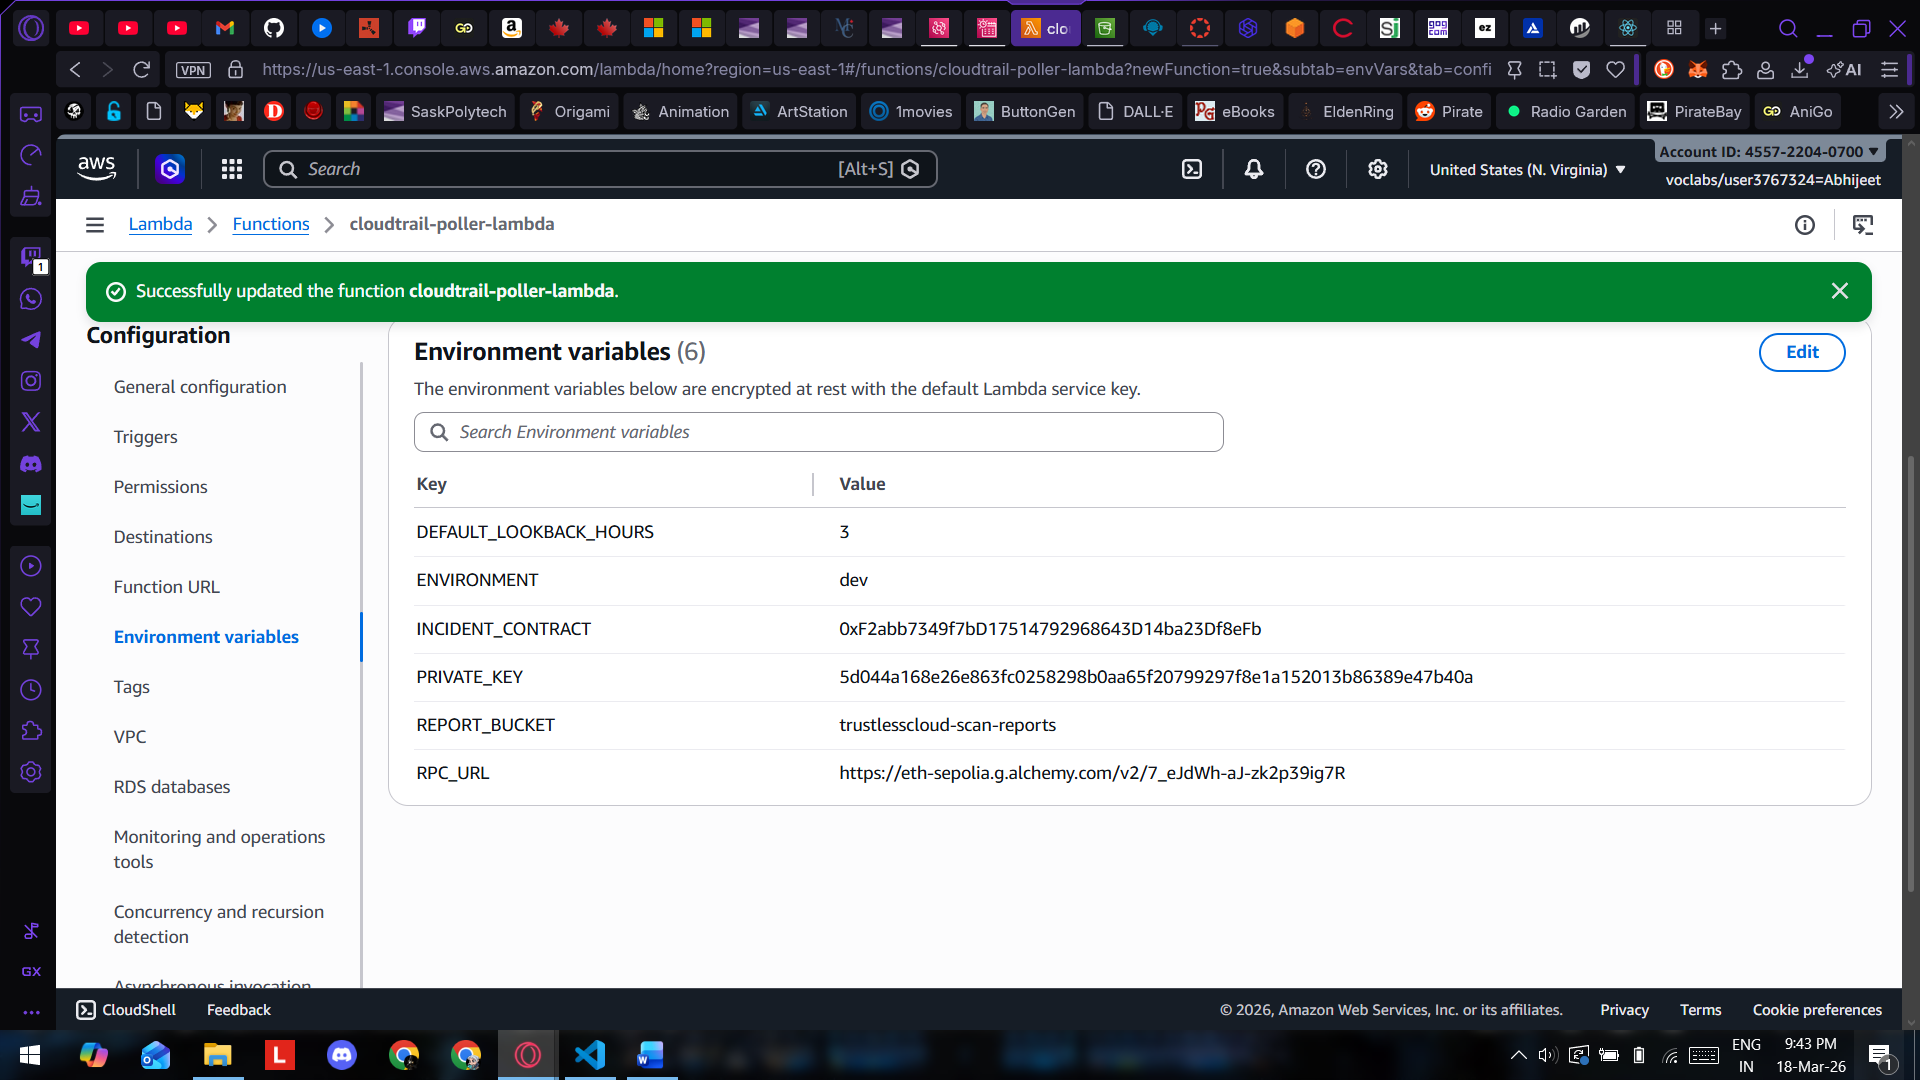 clo
VPN
https://us-east-1.console.aws.amazon.com/lambda/home?region=us-east-1#/functions/cloudtrail-poller-lambda?newFunction=true&subtab=envVars&tab=confi
AI
SaskPolytech
Origami
Animation
ArtStation
1movies
ButtonGen
DALL·E
eBooks
EldenRing
Pirate
Radio Garden
PirateBay
AniGo
aws
Search
[Alt+S]
United States (N. Virginia)
Account ID: 4557-2204-0700
voclabs/user3767324=Abhijeet
Lambda
Functions
cloudtrail-poller-lambda
Successfully updated the function cloudtrail-poller-lambda.
Configuration
General configuration
Triggers
Permissions
Destinations
Function URL
Environment variables
Tags
VPC
RDS databases
Monitoring and operations
tools
Concurrency and recursion
detection
Asynchronous invocation
Environment variables (6)
Edit
The environment variables below are encrypted at rest with the default Lambda service key.
Search Environment variables
Key Value
DEFAULT_LOOKBACK_HOURS 3
ENVIRONMENT dev
INCIDENT_CONTRACT 0xF2abb7349f7bD17514792968643D14ba23Df8eFb
PRIVATE_KEY 5d044a168e26e863fc0258298b0aa65f20799297f8e1a152013b86389e47b40a
REPORT_BUCKET trustlesscloud-scan-reports
RPC_URL https://eth-sepolia.g.alchemy.com/v2/7_eJdWh-aJ-zk2p39ig7R
1
GX
CloudShell
Feedback
© 2026, Amazon Web Services, Inc. or its affiliates.
Privacy
Terms
Cookie preferences
ENG
IN
9:43 PM
18-Mar-26
1